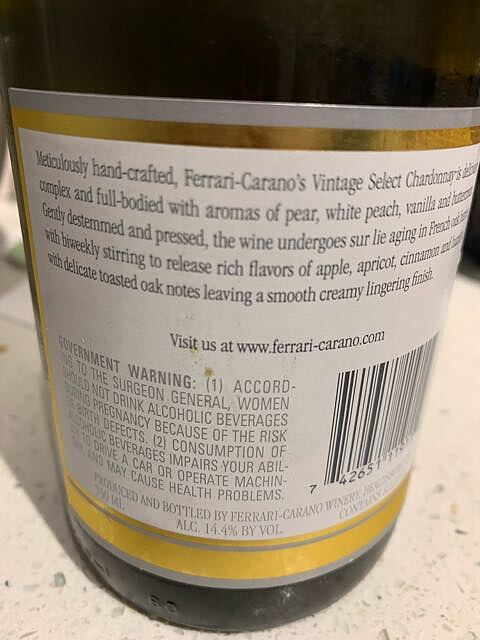 Meticulously hand-crafted, Ferrari-Carano's Vintage Select Chardonnay is
complex and full-bodied with aromas of pear, white peach, vanilla and
Gently destemmed and pressed, the wine undergoes sur lie aging in French oak
with biweekly stirring to release rich flavors of apple, apricot, cinnamon and
with delicate toasted oak notes leaving a smooth creamy lingering finish.
Visit us at www.ferrari-carano.com
GOVERNMENT WARNING: (1) ACCORD-
ING TO THE SURGEON GENERAL, WOMEN
SHOULD NOT DRINK ALCOHOLIC BEVERAGES
DURING PREGNANCY BECAUSE OF THE RISK
OF BIRTH DEFECTS. (2) CONSUMPTION OF
ALCOHOLIC BEVERAGES IMPAIRS YOUR ABIL-
ITY TO DRIVE A CAR OR OPERATE MACHIN-
ERY, AND MAY CAUSE HEALTH PROBLEMS.
7 42651
PRODUCED AND BOTTLED BY FERRARI-CARANO WINERY,
750 ML ALC. 14.4% BY VOL. CONTAINS